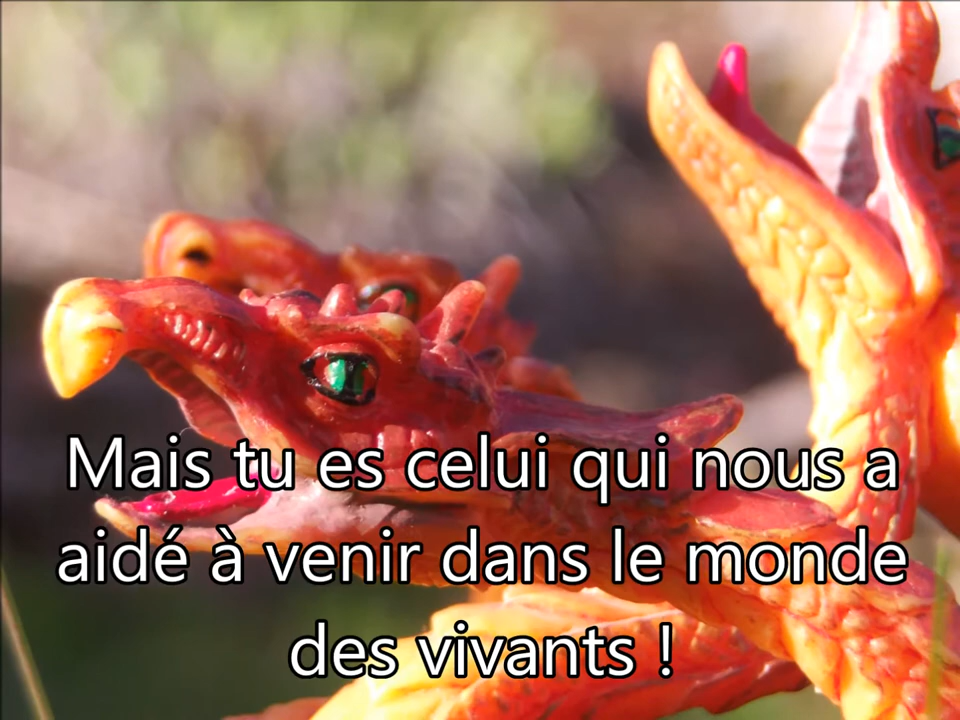 Mais tu es celui qui nous a
aidé à venir dans le monde
des vivants !